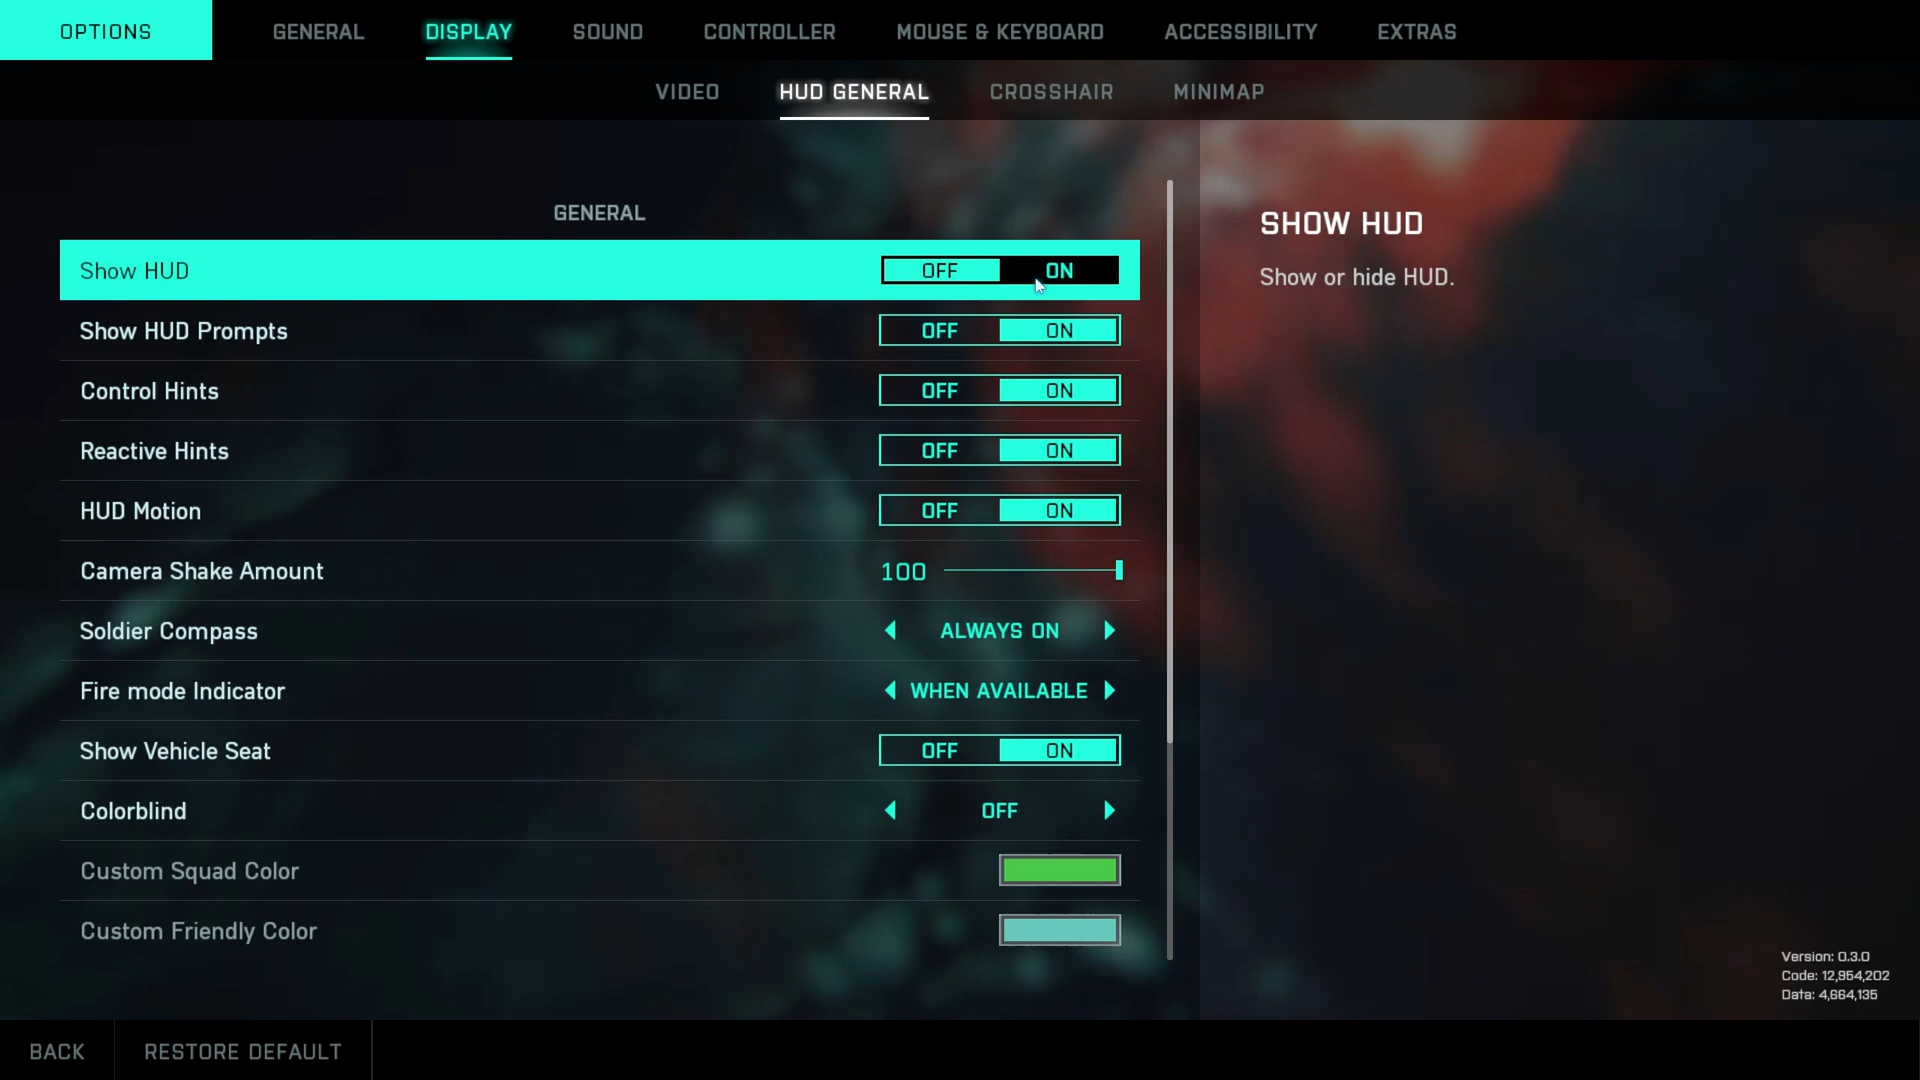 OPTIONS GENERAL DISPLAY SOUND CONTROLLER MOUSE & KEYBOARD ACCESSIBILITY EXTRAS
VIDEO HUD GENERAL CROSSHAIR MINIMAP
GENERAL
Show HUD OFF ON
Show HUD Prompts OFF ON
Control Hints OFF ON
Reactive Hints OFF ON
HUD Motion OFF ON
Camera Shake Amount 100
Soldier Compass ALWAYS ON
Fire mode Indicator WHEN AVAILABLE
Show Vehicle Seat OFF ON
Colorblind OFF
Custom Squad Color
Custom Friendly Color
SHOW HUD
Show or hide HUD.
Version: 0.3.0
Code: 12,954,202
Data: 4,664,135
BACK RESTORE DEFAULT